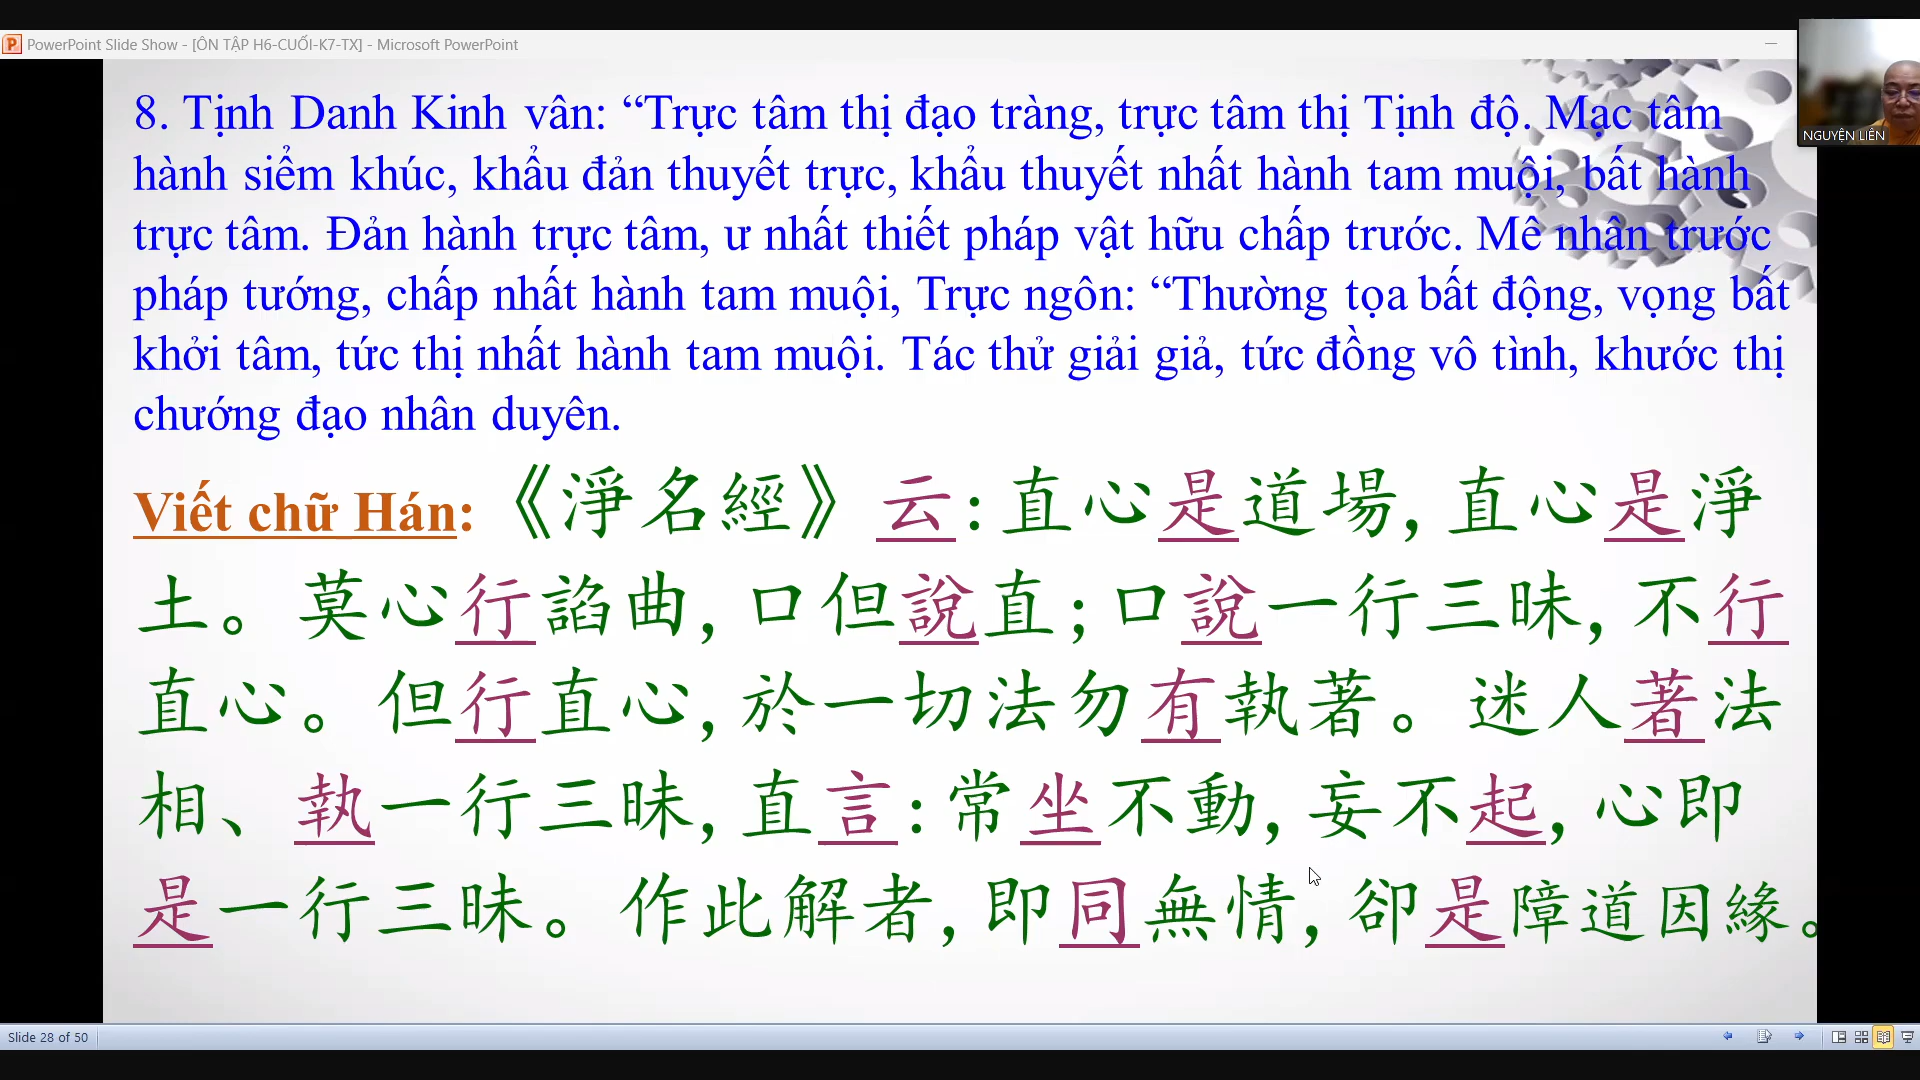 PowerPoint Slide Show - [ÔN TẬP H6-CUỐI-K7-TX] - Microsoft PowerPoint
NGUYỆN LIÊN
8. Tịnh Danh Kinh vân: “Trực tâm thị đạo tràng, trực tâm thị Tịnh độ. Mạc tâm
hành siểm khúc, khẩu đản thuyết trực, khẩu thuyết nhất hành tam muội, bất hành
trực tâm. Đản hành trực tâm, ư nhất thiết pháp vật hữu chấp trước. Mê nhân trước
pháp tướng, chấp nhất hành tam muội, Trực ngôn: “Thường tọa bất động, vọng bất
khởi tâm, tức thị nhất hành tam muội. Tác thử giải giả, tức đồng vô tình, khước thị
chướng đạo nhân duyên.
Viết chữ Hán: 《淨名經》云:直心是道場,直心是淨
土。莫心行諂曲,口但說直;口說一行三昧,不行
直心。但行直心,於一切法勿有執著。迷人著法
相、執一行三昧,直言:常坐不動,妄不起,心即
是一行三昧。作此解者,即同無情,卻是障道因緣。
Slide 28 of 50